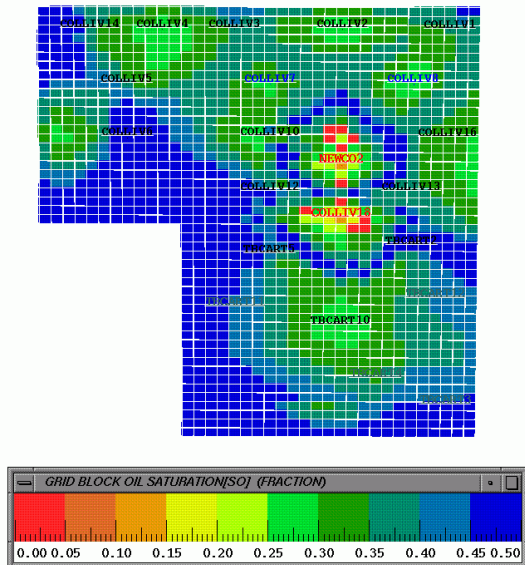 COLLIV14 COLLIV4 COLLIV3 COLLIV2 COLLIV1
COLLIV5 COLLIV7 COLLIV8
COLLIV6 COLLIV10 COLLIV16
NEWCO2
COLLIV12 COLLIV13
COLLIV18
TBCART10
GRID BLOCK OIL SATURATION[SO] (FRACTION)
0.00 0.05 0.10 0.15 0.20 0.25 0.30 0.35 0.40 0.45 0.50